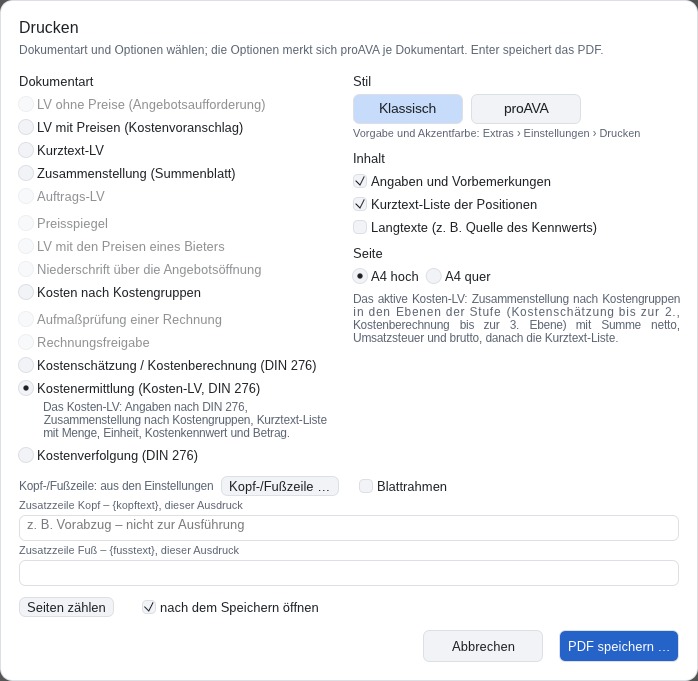 Drucken
Dokumentart und Optionen wählen; die Optionen merkt sich proAVA je Dokumentart. Enter speichert das PDF.
Dokumentart
LV ohne Preise (Angebotsaufforderung)
LV mit Preisen (Kostenvoranschlag)
Kurztext-LV
Zusammenstellung (Summenblatt)
Auftrags-LV
Preisspiegel
LV mit den Preisen eines Bieters
Niederschrift über die Angebotsöffnung
Kosten nach Kostengruppen
Aufmaßprüfung einer Rechnung
Rechnungsfreigabe
Kostenschätzung / Kostenberechnung (DIN 276)
Kostenermittlung (Kosten-LV, DIN 276)
Das Kosten-LV: Angaben nach DIN 276,
Zusammenstellung nach Kostengruppen, Kurztext-Liste
mit Menge, Einheit, Kostenkennwert und Betrag.
Kostenverfolgung (DIN 276)
Stil
Klassisch proAVA
Vorgabe und Akzentfarbe: Extras › Einstellungen › Drucken
Inhalt
Angaben und Vorbemerkungen
Kurztext-Liste der Positionen
Langtexte (z. B. Quelle des Kennwerts)
Seite
A4 hoch A4 quer
Das aktive Kosten-LV: Zusammenstellung nach Kostengruppen
in den Ebenen der Stufe (Kostenschätzung bis zur 2.,
Kostenberechnung bis zur 3. Ebene) mit Summe netto,
Umsatzsteuer und brutto, danach die Kurztext-Liste.
Kopf-/Fußzeile: aus den Einstellungen Kopf-/Fußzeile … Blattrahmen
Zusatzzeile Kopf – {kopftext}, dieser Ausdruck
z. B. Vorabzug – nicht zur Ausführung
Zusatzzeile Fuß – {fusstext}, dieser Ausdruck
Seiten zählen nach dem Speichern öffnen
Abbrechen PDF speichern …